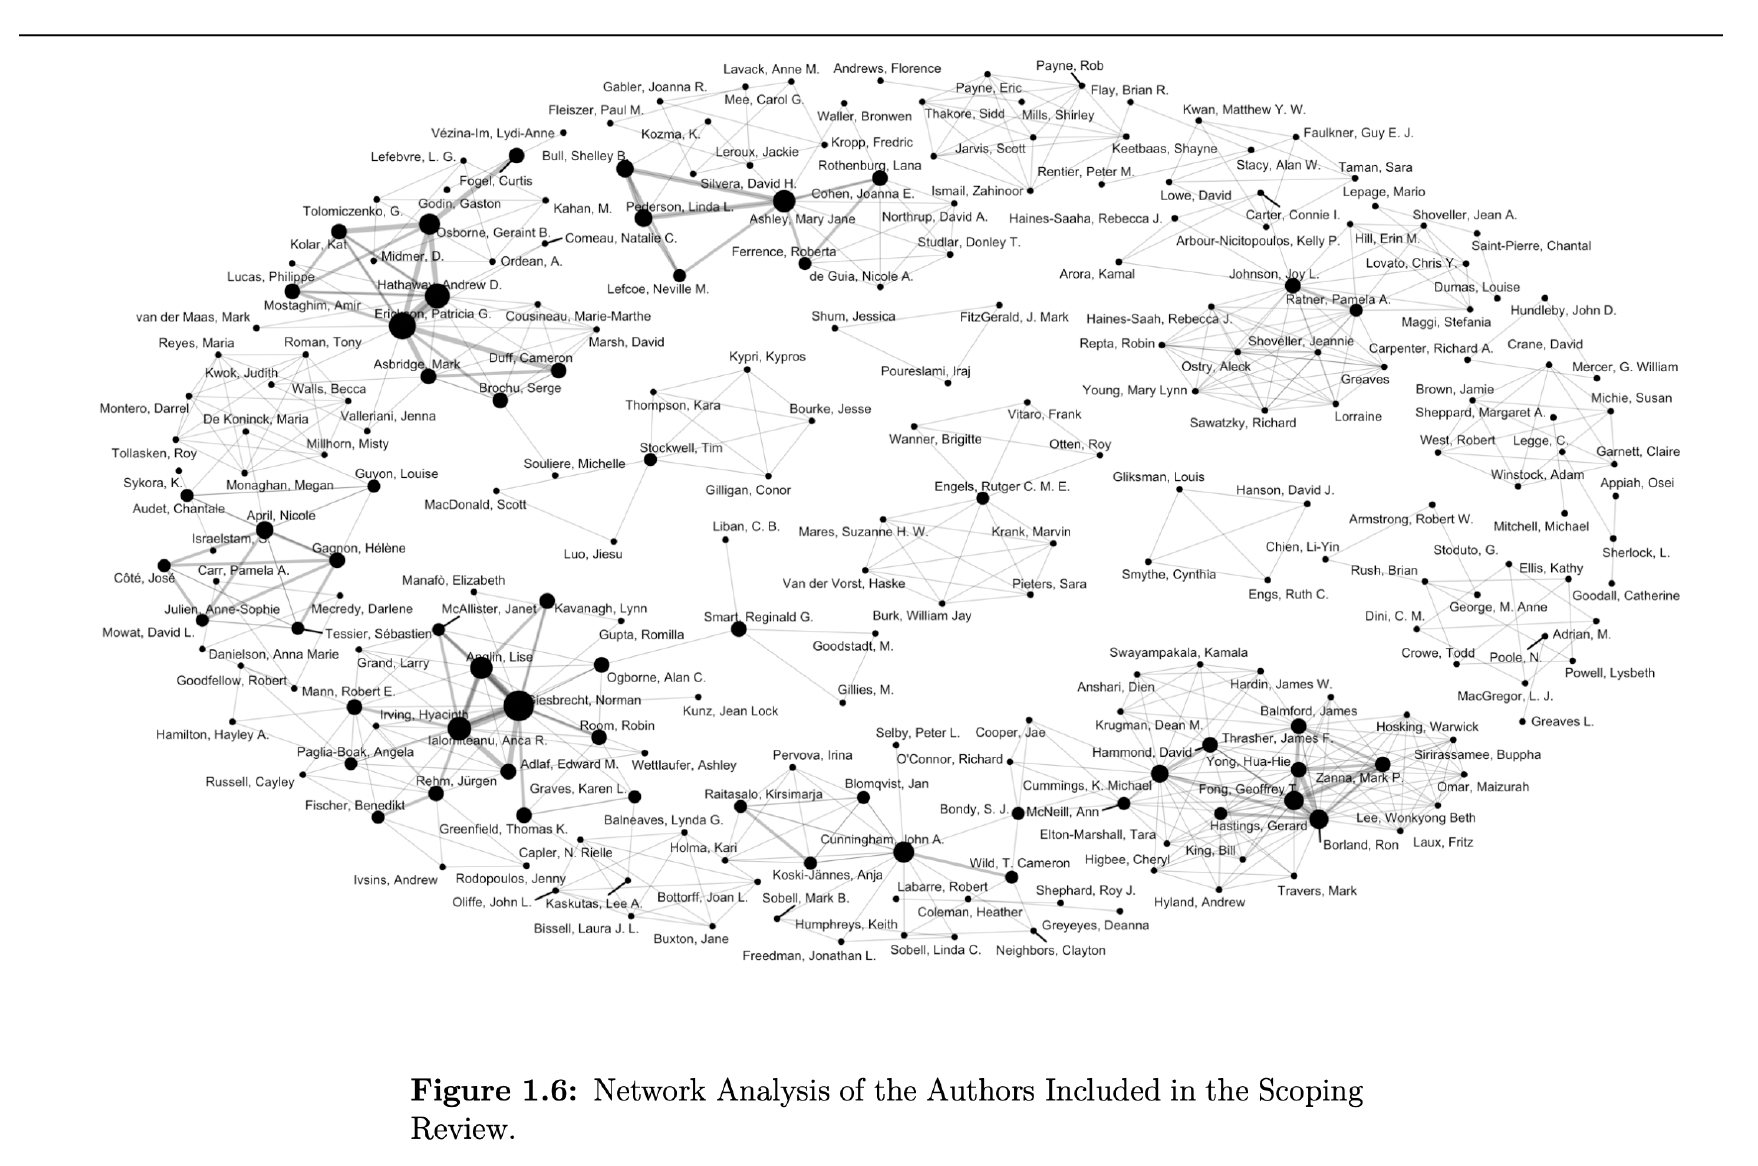 Lavack, Anne M.
Andrews, Florence
Payne, Rob
Gabler, Joanna R.
Payne, Eric
Flay, Brian R.
Mee, Carol G.
Fleiszer, Paul M.
Waller, Bronwen
Thakore, Sidd
Mills, Shirley
Kwan, Matthew Y. W.
Vézina-Im, Lydi-Anne
Kozma, K.
Kropp, Fredric
Faulkner, Guy E. J.
Lefebvre, L. G.
Bull, Shelley B.
Leroux, Jackie
Jarvis, Scott
Keetbaas, Shayne
Rothenburg, Lana
Stacy, Alan W.
Taman, Sara
Rentier, Peter M.
Fogel, Curtis
Silvera, David H.
Cohen, Joanna E.
Ismail, Zahinoor
Lowe, David
Lepage, Mario
Godin, Gaston
Tolomiczenko, G.
Kahan, M.
Pederson, Linda L.
Ashley, Mary Jane
Northrup, David A.
Haines-Saaha, Rebecca J.
Carter, Connie I.
Shoveller, Jean A.
Osborne, Geraint B.
Comeau, Natalie C.
Kolar, Kat
Studlar, Donley T.
Arbour-Nicitopoulos, Kelly P.
Hill, Erin M.
Saint-Pierre, Chantal
Midmer, D.
Ordean, A.
Ferrence, Roberta
Lovato, Chris Y.
Lucas, Philippe
de Guia, Nicole A.
Arora, Kamal
Johnson, Joy L.
Hathaway, Andrew D.
Lefcoe, Neville M.
Dumas, Louise
Mostaghim, Amir
Ratner, Pamela A.
Hundleby, John D.
van der Maas, Mark
Erickson, Patricia G.
Cousineau, Marie-Marthe
Shum, Jessica
FitzGerald, J. Mark
Haines-Saah, Rebecca J.
Maggi, Stefania
Reyes, Maria
Roman, Tony
Marsh, David
Repta, Robin
Shoveller, Jeannie
Carpenter, Richard A.
Crane, David
Kwok, Judith
Asbridge, Mark
Duff, Cameron
Kypri, Kypros
Poureslami, Iraj
Ostry, Aleck
Greaves
Mercer, G. William
Walls, Becca
Brochu, Serge
Young, Mary Lynn
Brown, Jamie
Michie, Susan
Montero, Darrel
De Koninck, Maria
Valleriani, Jenna
Thompson, Kara
Bourke, Jesse
Vitaro, Frank
Lorraine
Sheppard, Margaret A.
Sawatzky, Richard
Tollasken, Roy
Millhorn, Misty
Stockwell, Tim
Wanner, Brigitte
Otten, Roy
West, Robert
Legge, C.
Garnett, Claire
Sykora, K.
Monaghan, Megan
Guyon, Louise
Souliere, Michelle
Gilligan, Conor
Engels, Rutger C. M. E.
Gliksman, Louis
Hanson, David J.
Winstock, Adam
Appiah, Osei
Audet, Chantale
MacDonald, Scott
April, Nicole
Liban, C. B.
Mares, Suzanne H. W.
Krank, Marvin
Armstrong, Robert W.
Mitchell, Michael
Israelstam, S.
Gagnon, Hélène
Luo, Jiesu
Chien, Li-Yin
Stoduto, G.
Sherlock, L.
Côté, José
Carr, Pamela A.
Manafò, Elizabeth
Van der Vorst, Haske
Pieters, Sara
Smythe, Cynthia
Engs, Ruth C.
Rush, Brian
Ellis, Kathy
Goodall, Catherine
Julien, Anne-Sophie
Mecredy, Darlene
McAllister, Janet
Kavanagh, Lynn
Smart, Reginald G.
Burk, William Jay
Dini, C. M.
George, M. Anne
Mowat, David L.
Tessier, Sébastien
Gupta, Romilla
Goodstadt, M.
Adrian, M.
Danielson, Anna Marie
Grand, Larry
Anglin, Lise
Swayampakala, Kamala
Crowe, Todd
Poole, N.
Goodfellow, Robert
Mann, Robert E.
Ogborne, Alan C.
Gillies, M.
Anshari, Dien
Hardin, James W.
Powell, Lysbeth
Giesbrecht, Norman
Kunz, Jean Lock
MacGregor, L. J.
Irving, Hyacinth
Room, Robin
Krugman, Dean M.
Balmford, James
Greaves L.
Hamilton, Hayley A.
Ialomiteanu, Anca R.
Selby, Peter L.
Cooper, Jae
Thrasher, James F.
Hosking, Warwick
Paglia-Boak, Angela
Adlaf, Edward M.
Wettlaufer, Ashley
Pervova, Irina
O'Connor, Richard
Hammond, David
Yong, Hua-Hie
Sirirassamee, Buppha
Russell, Cayley
Rehm, Jürgen
Graves, Karen L.
Blomqvist, Jan
Cummings, K. Michael
Fong, Geoffrey T.
Zanna, Mark P.
Omar, Maizurah
Fischer, Benedikt
Raitasalo, Kirsimarja
Bondy, S. J.
McNeill, Ann
Greenfield, Thomas K.
Balneaves, Lynda G.
Hastings, Gerard
Lee, Wonkyong Beth
Capler, N. Rielle
Holma, Kari
Cunningham, John A.
Elton-Marshall, Tara
King, Bill
Borland, Ron
Laux, Fritz
Ivsins, Andrew
Rodopoulos, Jenny
Koski-Jännes, Anja
Wild, T. Cameron
Higbee, Cheryl
Oliffe, John L.
Kaskutas, Lee A.
Bottorff, Joan L.
Sobell, Mark B.
Labarre, Robert
Shephard, Roy J.
Hyland, Andrew
Travers, Mark
Bissell, Laura J. L.
Buxton, Jane
Humphreys, Keith
Coleman, Heather
Greyeyes, Deanna
Freedman, Jonathan L.
Sobell, Linda C.
Neighbors, Clayton
Figure 1.6: Network Analysis of the Authors Included in the Scoping
Review.